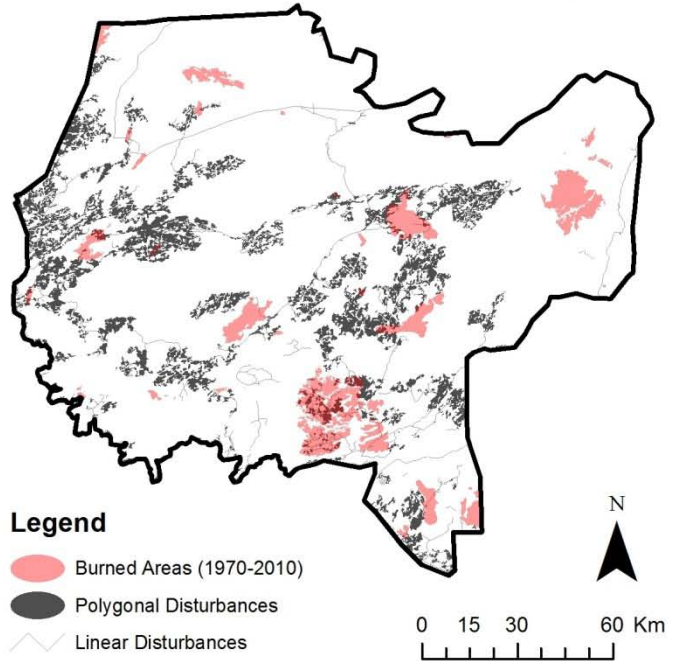 N
Legend
Burned Areas (1970-2010)
Polygonal Disturbances
Linear Disturbances
0 15 30 60 Km